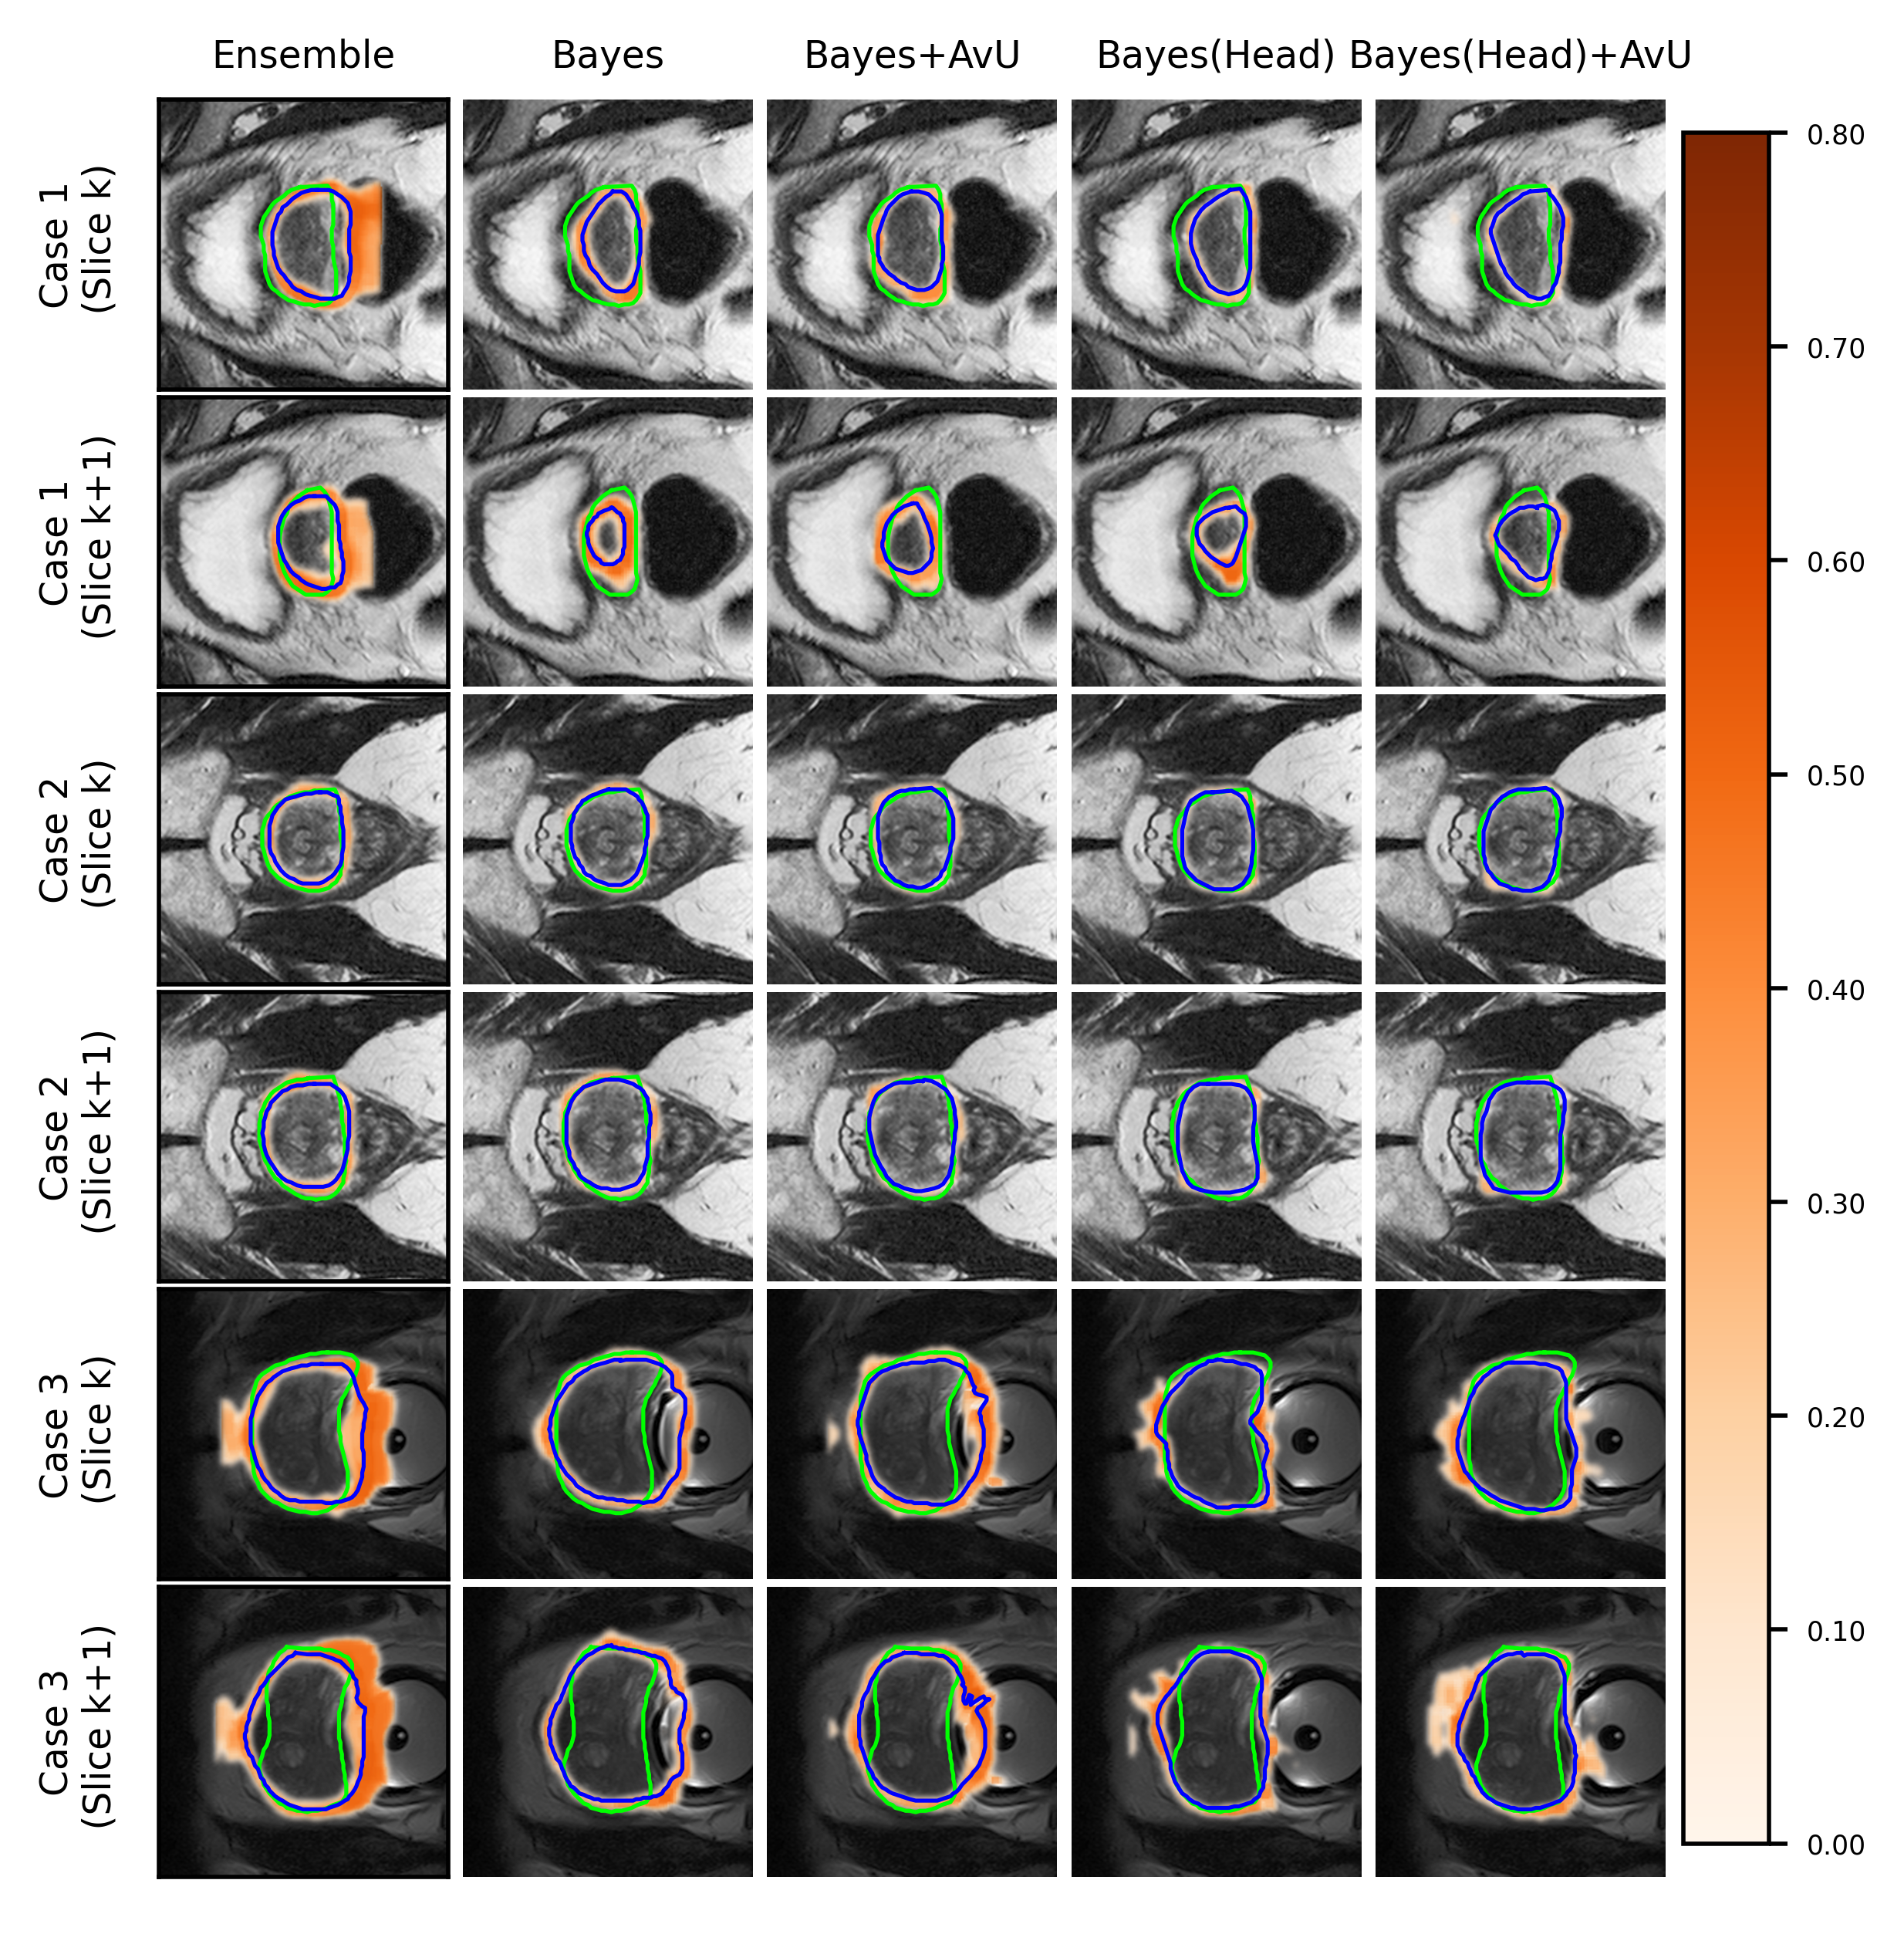 Ensemble Bayes Bayes+AvU Bayes(Head) Bayes(Head)+AvU
Case 1
(Slice k)
Case 1
(Slice k+1)
Case 2
(Slice k)
Case 2
(Slice k+1)
Case 3
(Slice k)
Case 3
(Slice k+1)
0.80
0.70
0.60
0.50
0.40
0.30
0.20
0.10
0.00